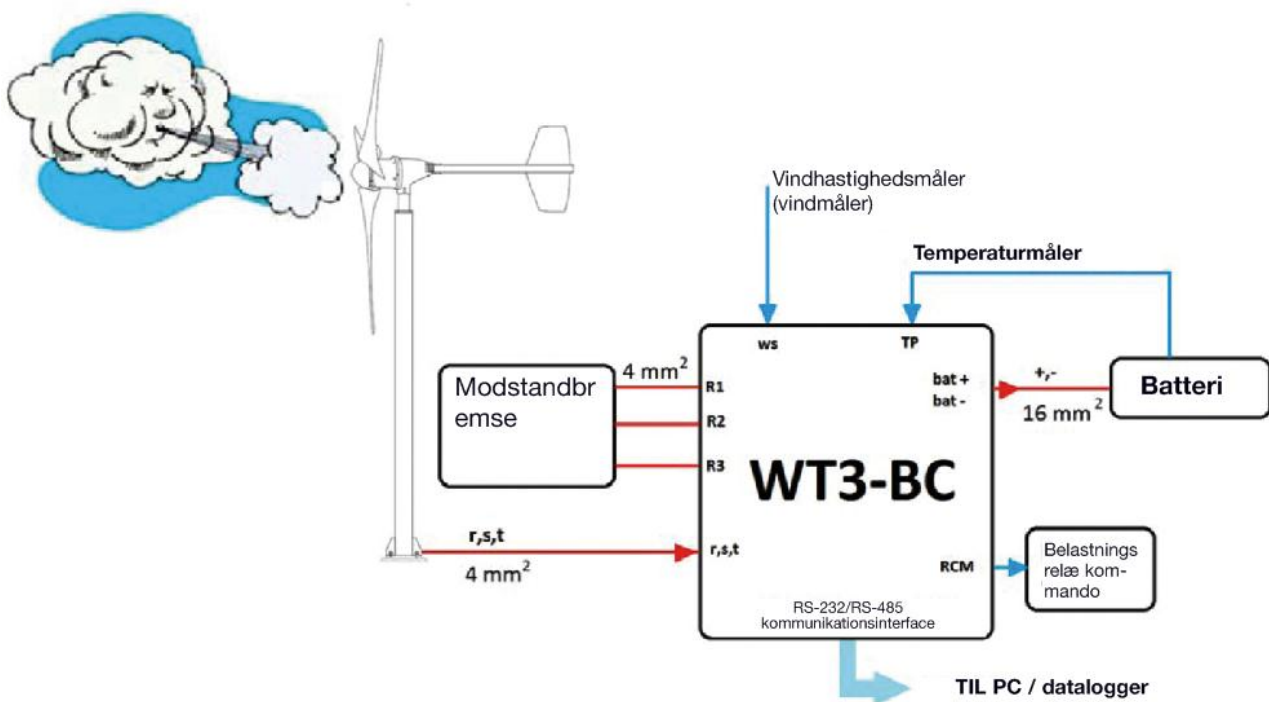 Vindhastighedsmåler
(vindmåler)
Temperaturmåler
ws
TP
Modstandbr
emse
4 mm²
R1
R2
R3
bat +
bat -
+,-
16 mm²
Batteri
WT3-BC
r,s,t
4 mm²
r,s,t
RCM
Belastnings
relæ kom-
mando
RS-232/RS-485
kommunikationsinterface
TIL PC / datalogger